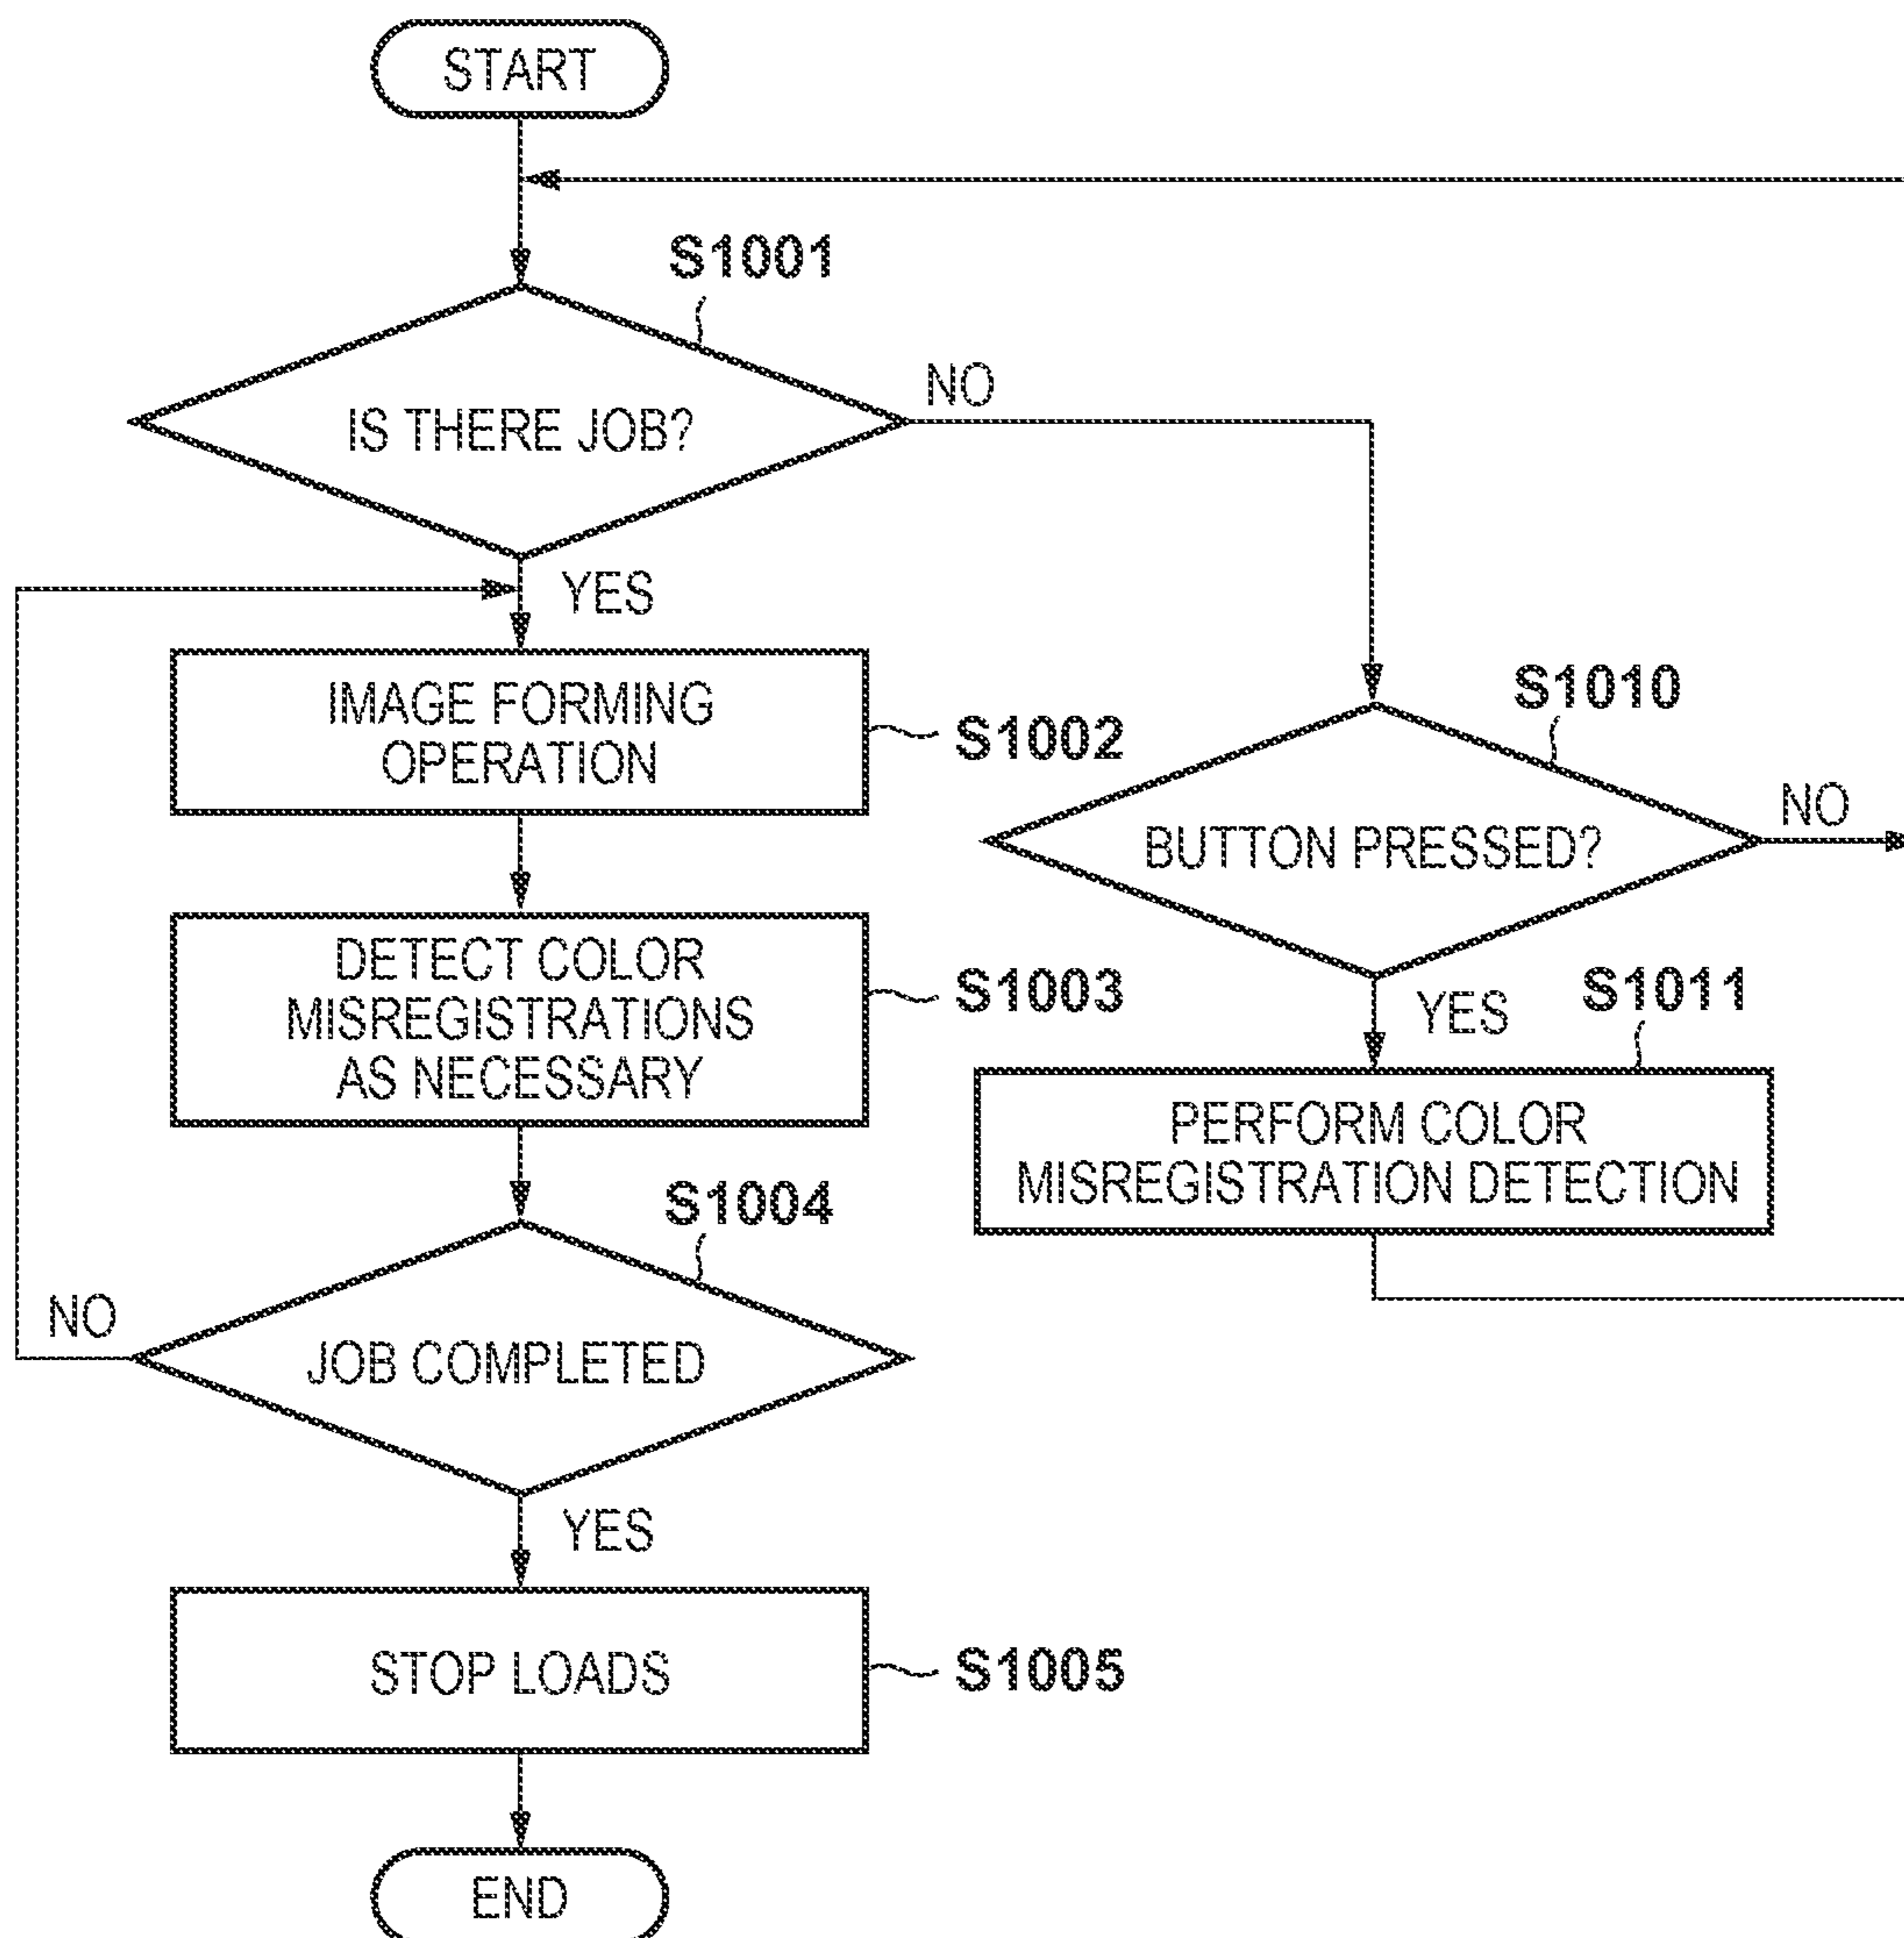 START
S1001
IS THERE JOB?
NO
YES
IMAGE FORMING
OPERATION
S1002
S1010
BUTTON PRESSED?
NO
DETECT COLOR
MISREGISTRATIONS
AS NECESSARY
S1003
YES
S1011
PERFORM COLOR
MISREGISTRATION DETECTION
S1004
NO
JOB COMPLETED
YES
STOP LOADS
S1005
END